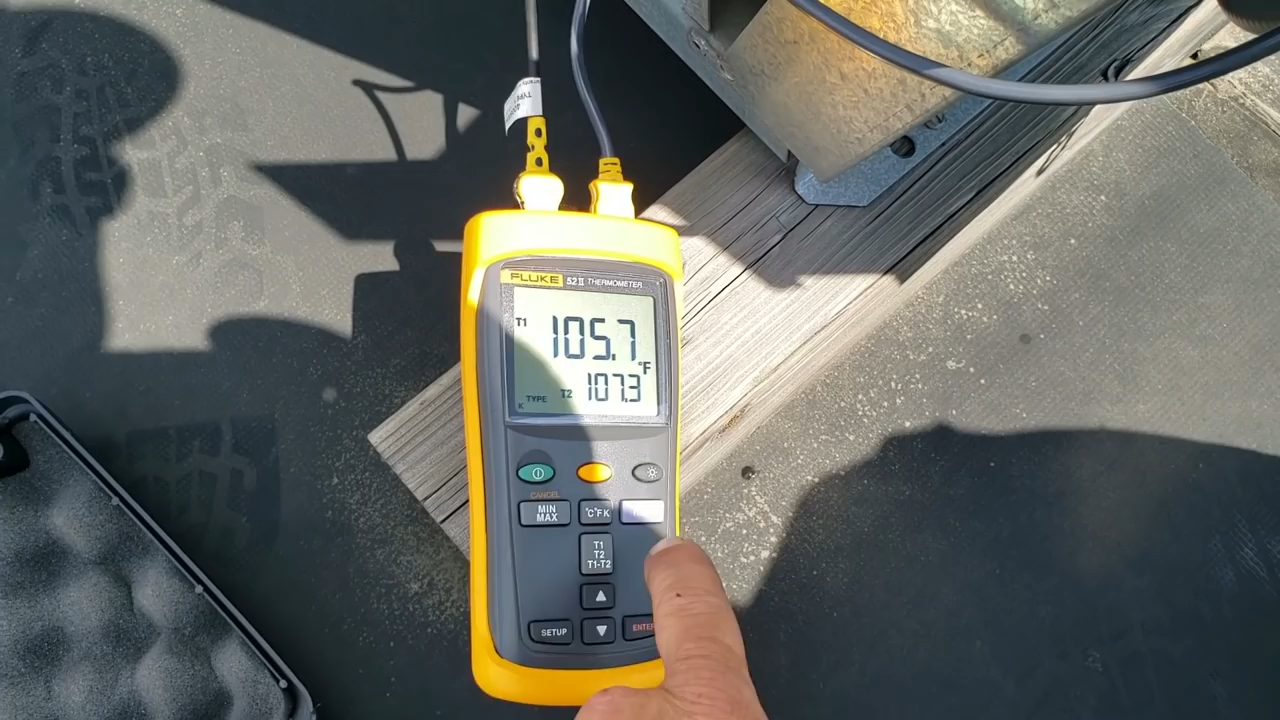 TYPE
FLUKE 52 II THERMOMETER
T1
105.7
°F
T2 107.3
K TYPE
CANCEL
MIN
MAX
°C°F K
T1
T2
T1-T2
SETUP
ENTER